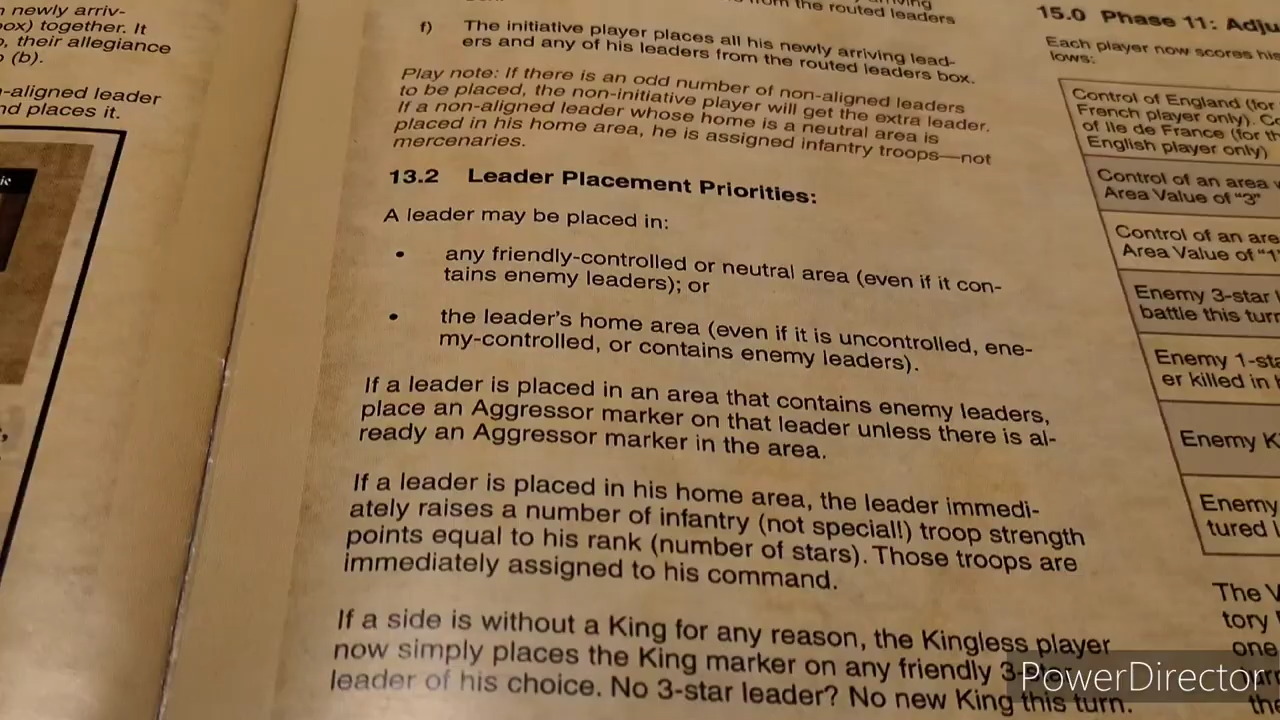 n newly arriv-
ox) together. It
, their allegiance
(b).
-aligned leader
nd places it.
the routed leaders
f) The initiative player places all his newly arriving lead-
ers and any of his leaders from the routed leaders box.
Play note: If there is an odd number of non-aligned leaders
to be placed, the non-initiative player will get the extra leader.
If a non-aligned leader whose home is a neutral area is
placed in his home area, he is assigned infantry troops—not
mercenaries.
13.2 Leader Placement Priorities:
A leader may be placed in:
• any friendly-controlled or neutral area (even if it con-
tains enemy leaders); or
• the leader's home area (even if it is uncontrolled, ene-
my-controlled, or contains enemy leaders).
If a leader is placed in an area that contains enemy leaders,
place an Aggressor marker on that leader unless there is al-
ready an Aggressor marker in the area.
If a leader is placed in his home area, the leader immedi-
ately raises a number of infantry (not special!) troop strength
points equal to his rank (number of stars). Those troops are
immediately assigned to his command.
If a side is without a King for any reason, the Kingless player
now simply places the King marker on any friendly 3-
leader of his choice. No 3-star leader? No new King this turn.
15.0 Phase 11: Adju
Each player now scores his
lows:
Control of England (for
French player only). Co
of Ile de France (for th
English player only)
Control of an area
Area Value of "3"
Control of an are
Area Value of "1
Enemy 3-star
battle this turn
Enemy 1-sta
er killed in
Enemy K
Enemy
tured
The V
tory
one
PowerDirector